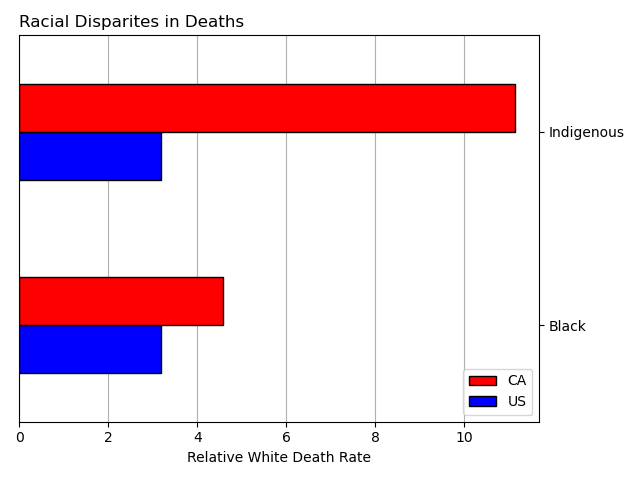 Racial Disparites in Deaths
Indigenous
Black
CA
US
0 2 4 6 8 10
Relative White Death Rate